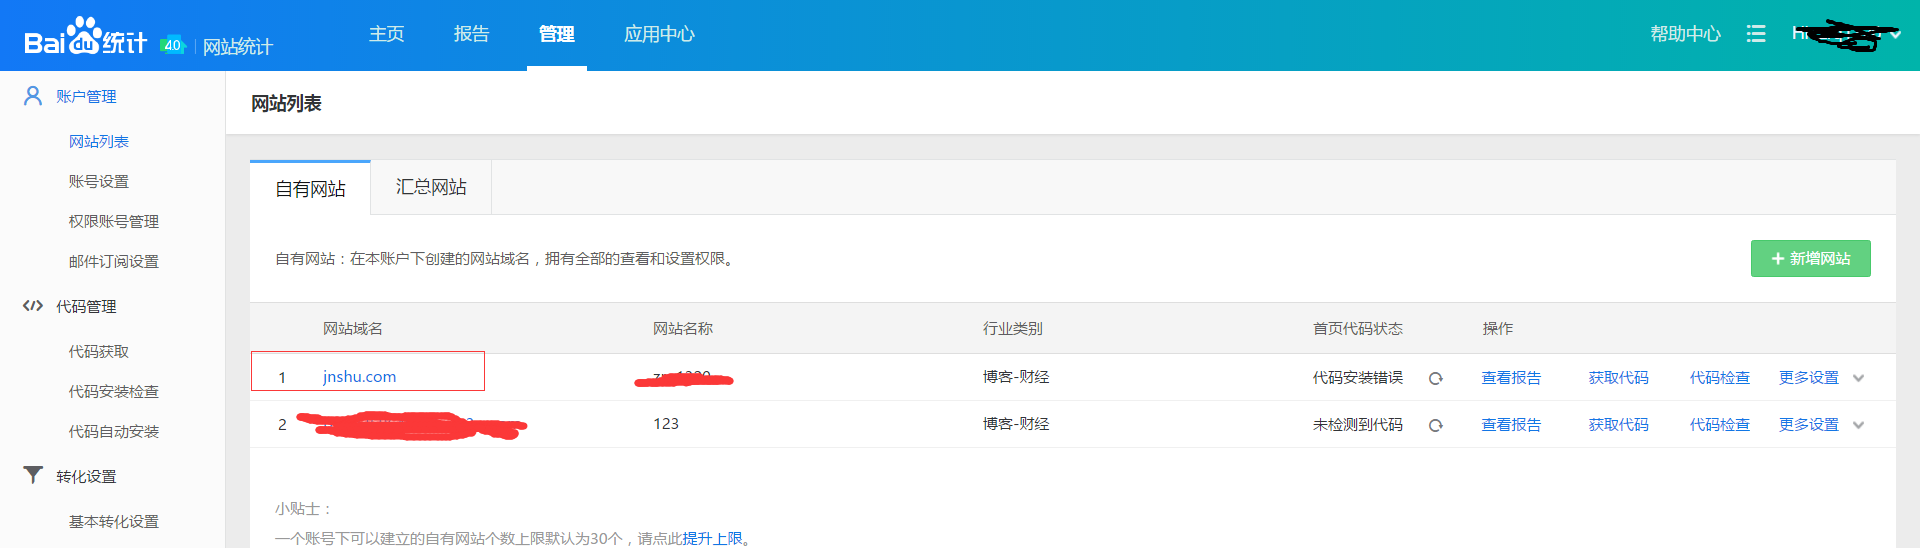 Bai du 统计 4.0 网站统计 主页 报告 管理 应用中心 帮助中心
账户管理
网站列表
账号设置
权限账号管理
邮件订阅设置
代码管理
代码获取
代码安装检查
代码自动安装
转化设置
基本转化设置
网站列表
自有网站 汇总网站
自有网站：在本账户下创建的网站域名，拥有全部的查看和设置权限。 新增网站
网站域名 网站名称 行业类别 首页代码状态 操作
1 jnshu.com 博客-财经 代码安装错误 查看报告 获取代码 代码检查 更多设置
2 123 博客-财经 未检测到代码 查看报告 获取代码 代码检查 更多设置
小贴士：
一个账号下可以建立的自有网站个数上限默认为30个，请点此提升上限。